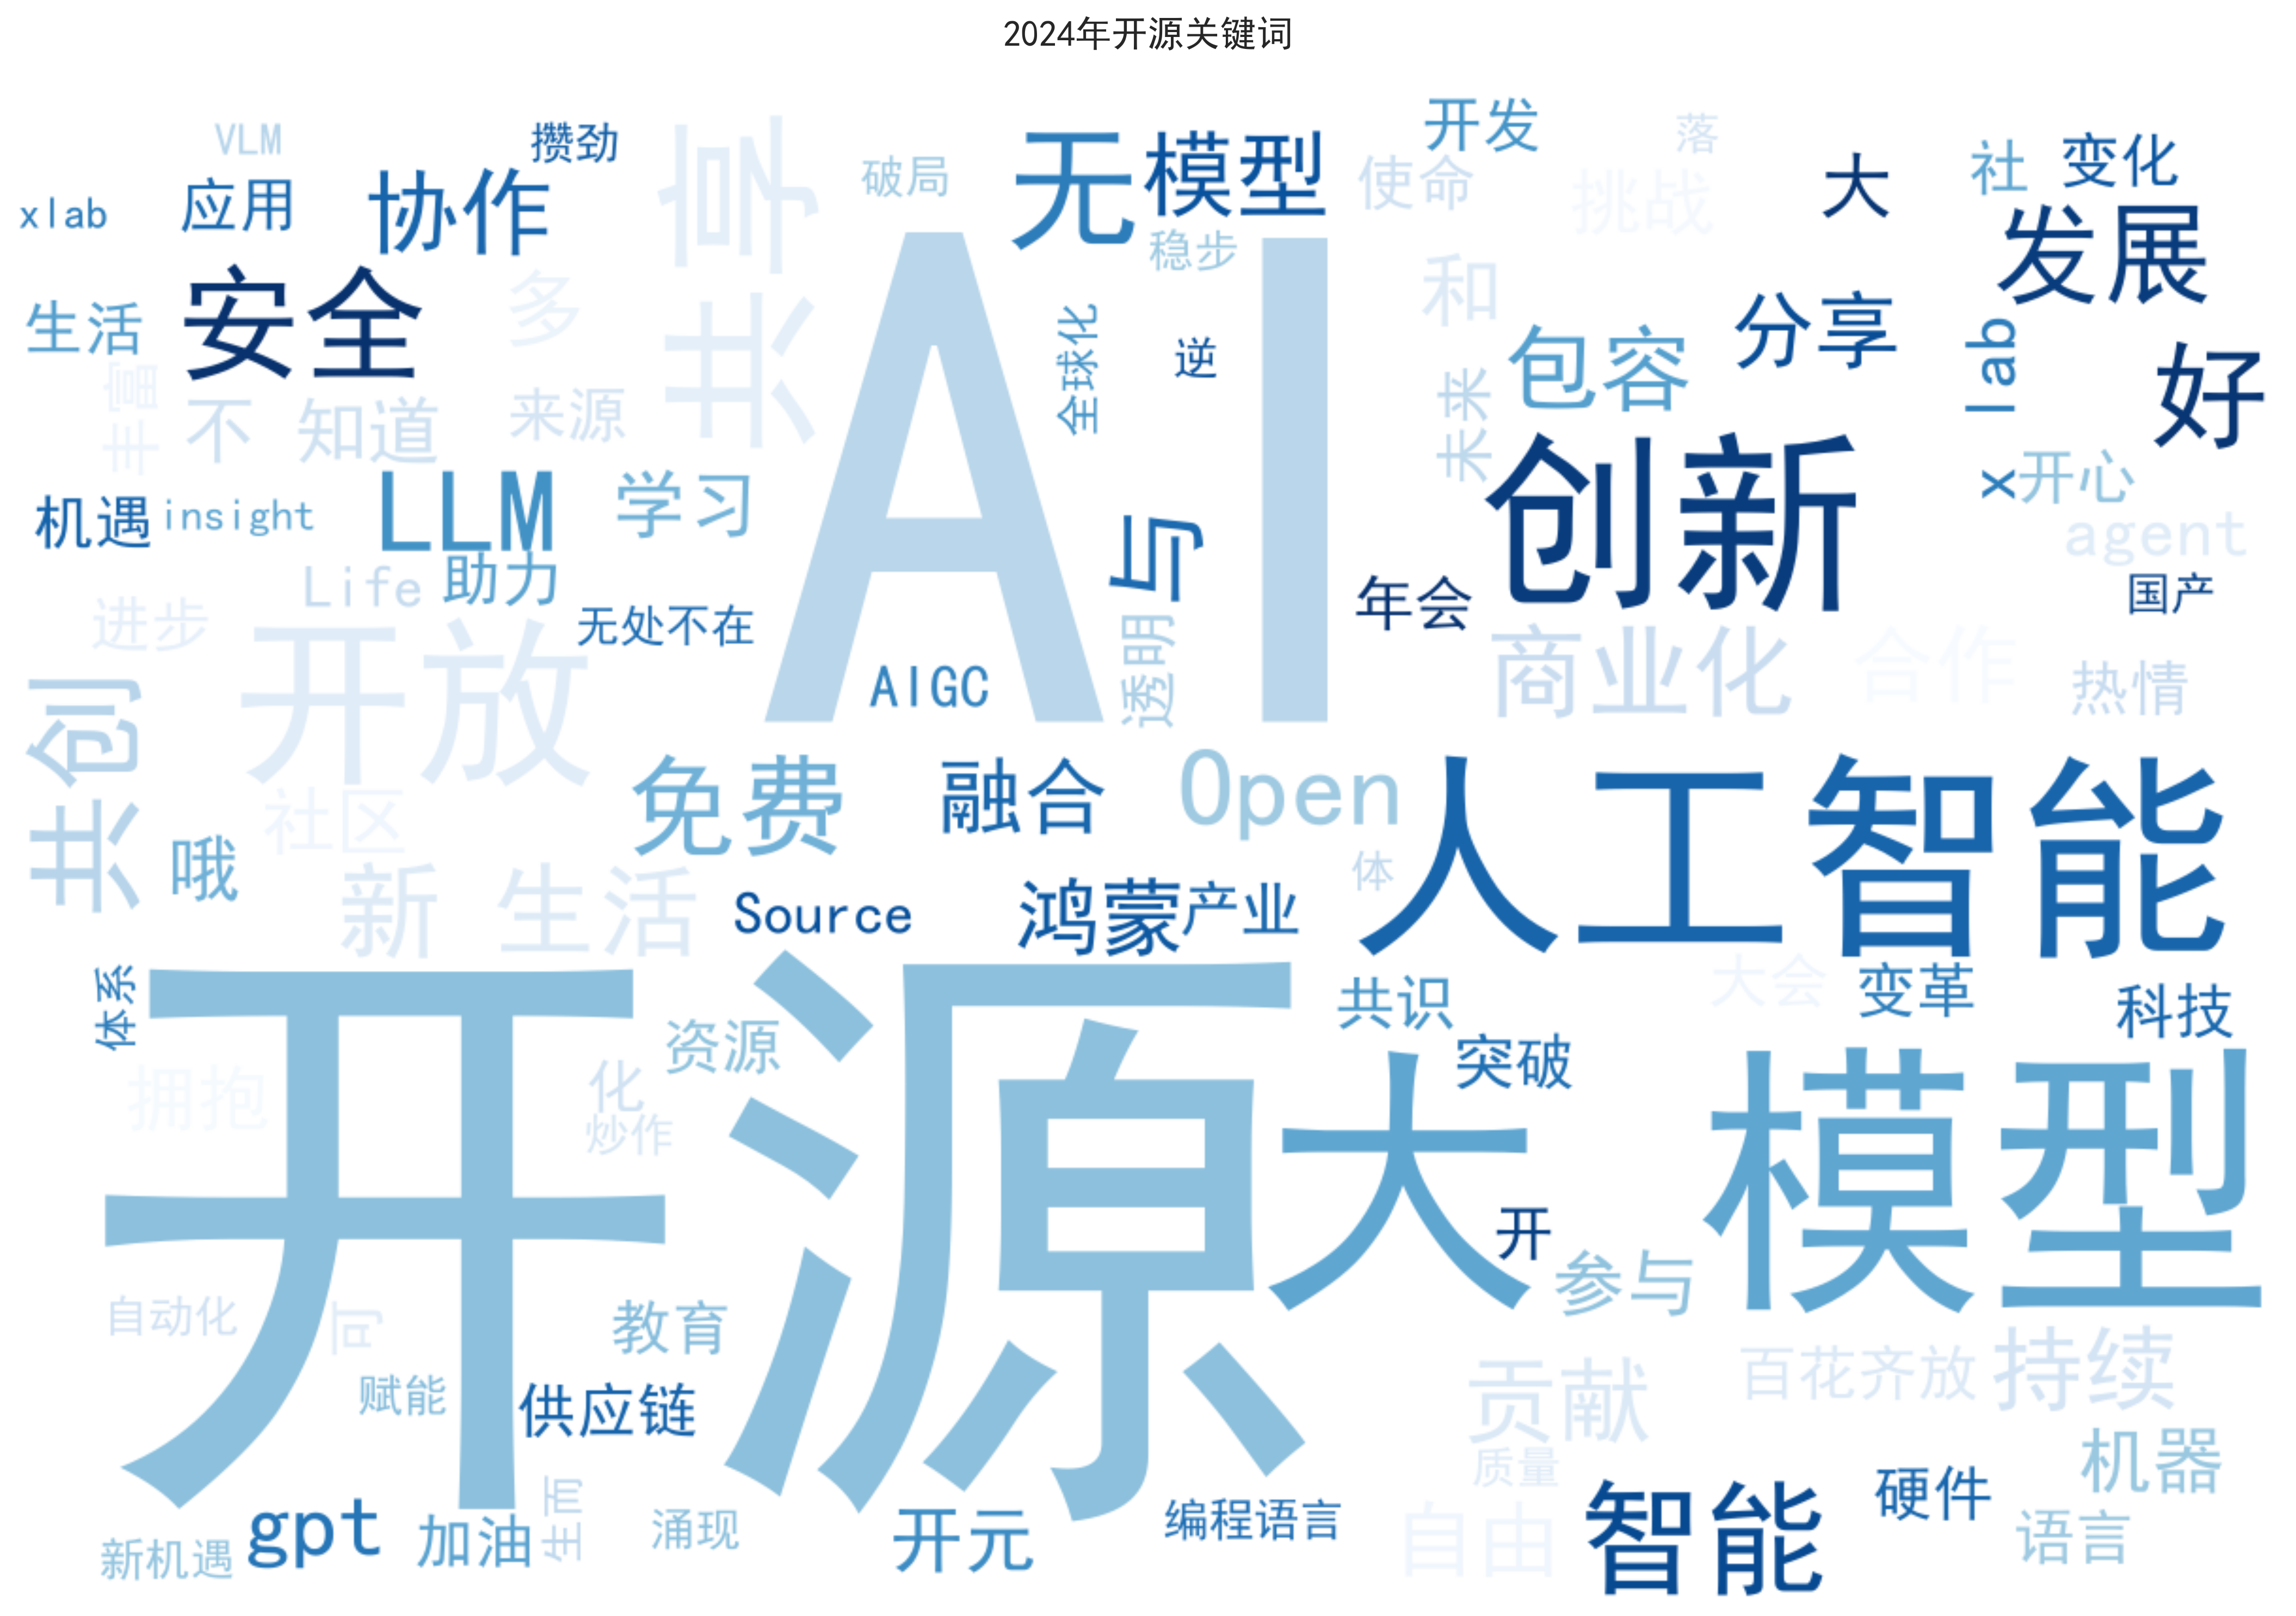 2024年开源关键词
VLM
攒劲
xlab
应用
协作
共享
破局
无
模型
开发
使命
落
挑战
大
社
变化
稳步
发展
生活
安全
多
全球化
逆
和
包容
分享
lab
好
丰富
不
知道
来源
未来
AI
创新
x
开心
机遇
insight
LLM
学习
与
agent
Life
助力
年会
国产
进步
无处不在
开放
AIGC
透明
商业化
合作
热情
共创
社区
免费
融合
Open
人工智能
哦
新
生活
Source
鸿蒙
产业
体
体系
开源
资源
共识
大会
变革
科技
突破
拥抱
化
炒作
大
模型
开
参与
自动化
可
教育
赋能
供应链
贡献
百花齐放
持续
质量
机器
新机遇
gpt
加油
涌现
开元
编程语言
自由
智能
硬件
语言